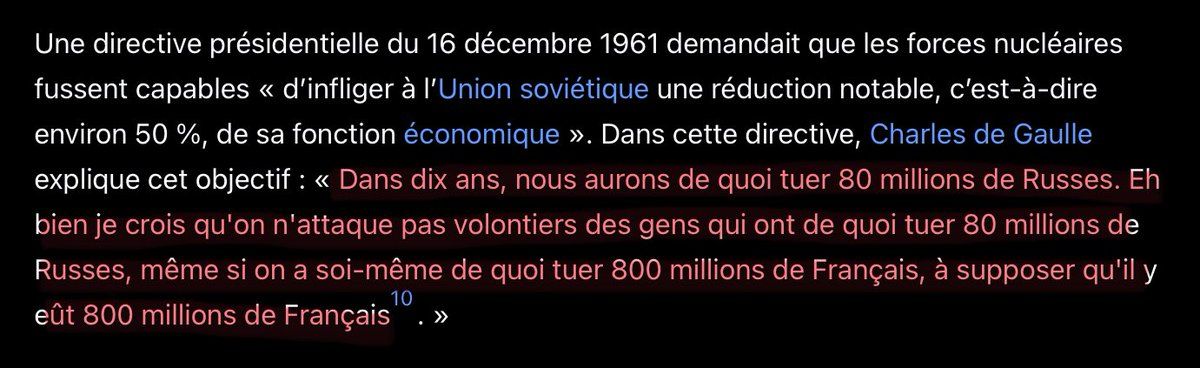 Une directive présidentielle du 16 décembre 1961 demandait que les forces nucléaires
fussent capables « d’infliger à l’Union soviétique une réduction notable, c’est-à-dire
environ 50 %, de sa fonction économique ». Dans cette directive, Charles de Gaulle
explique cet objectif : « Dans dix ans, nous aurons de quoi tuer 80 millions de Russes. Eh
bien je crois qu'on n'attaque pas volontiers des gens qui ont de quoi tuer 80 millions de
Russes, même si on a soi-même de quoi tuer 800 millions de Français, à supposer qu'il y
eût 800 millions de Français10. »